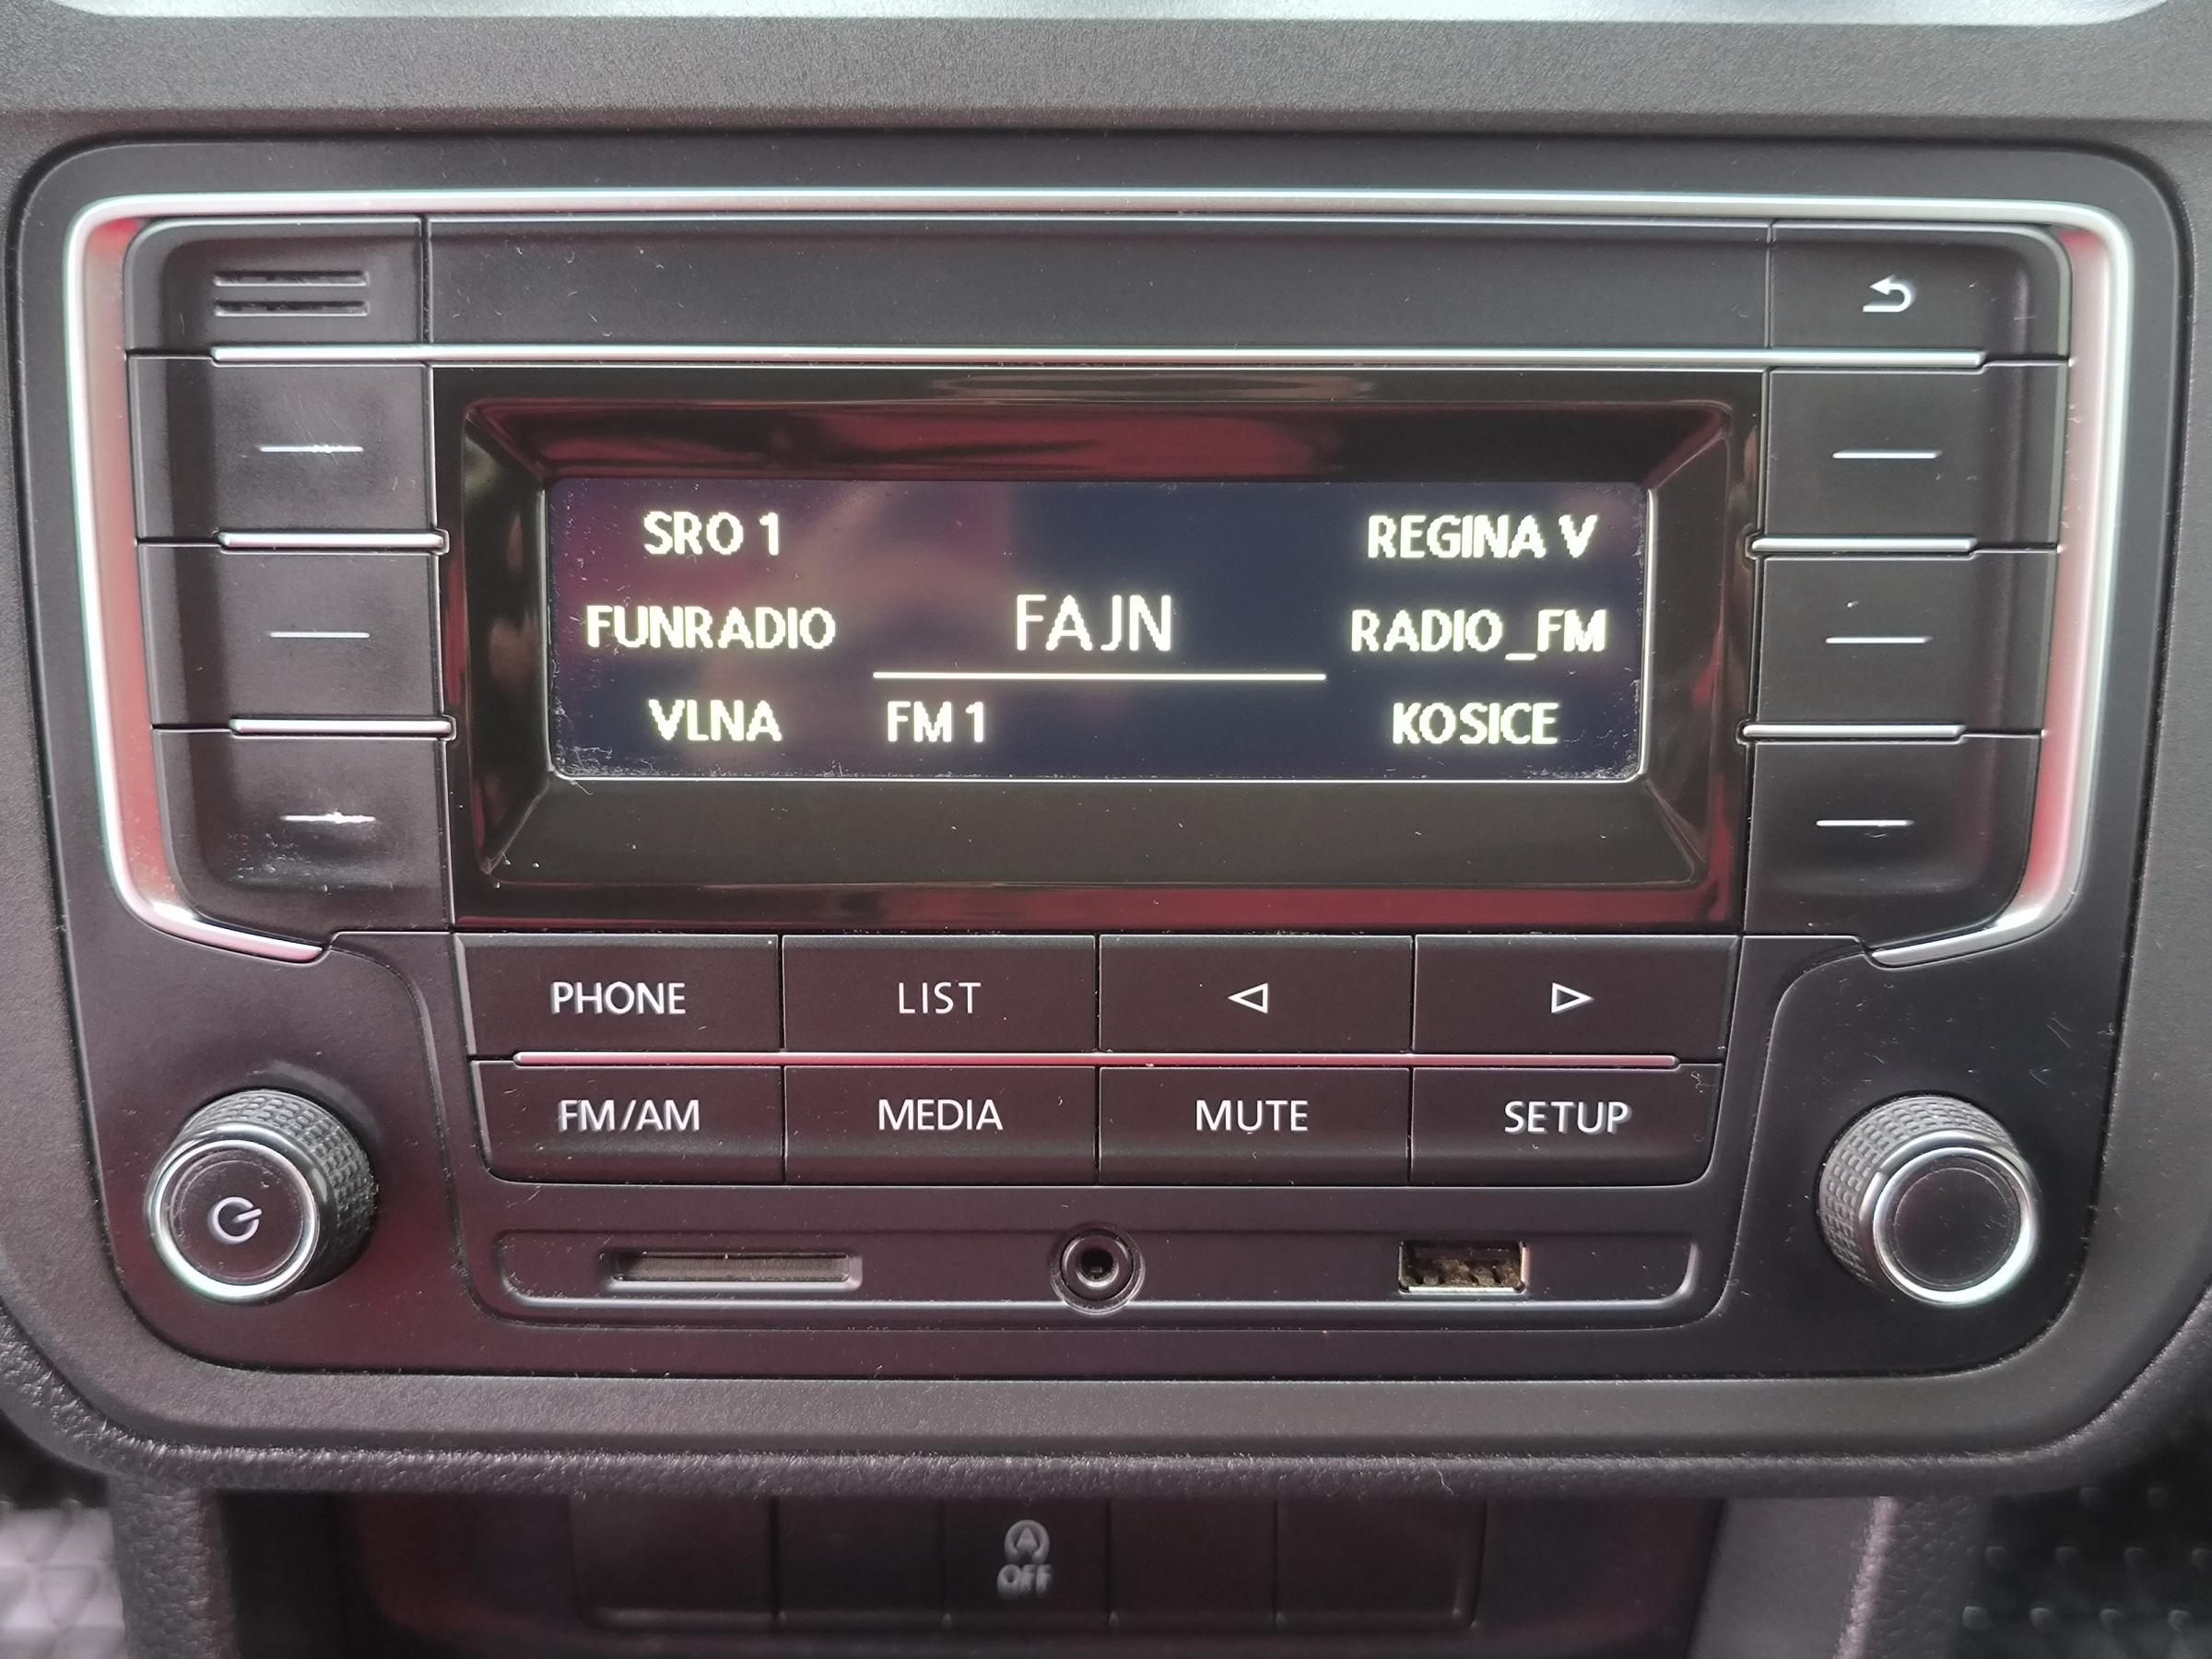 SRO 1 REGINA V
FUNRADIO FAJN RADIO_FM
VLNA FM 1 KOSICE
PHONE LIST
FM/AM MEDIA MUTE SETUP
A
OFF